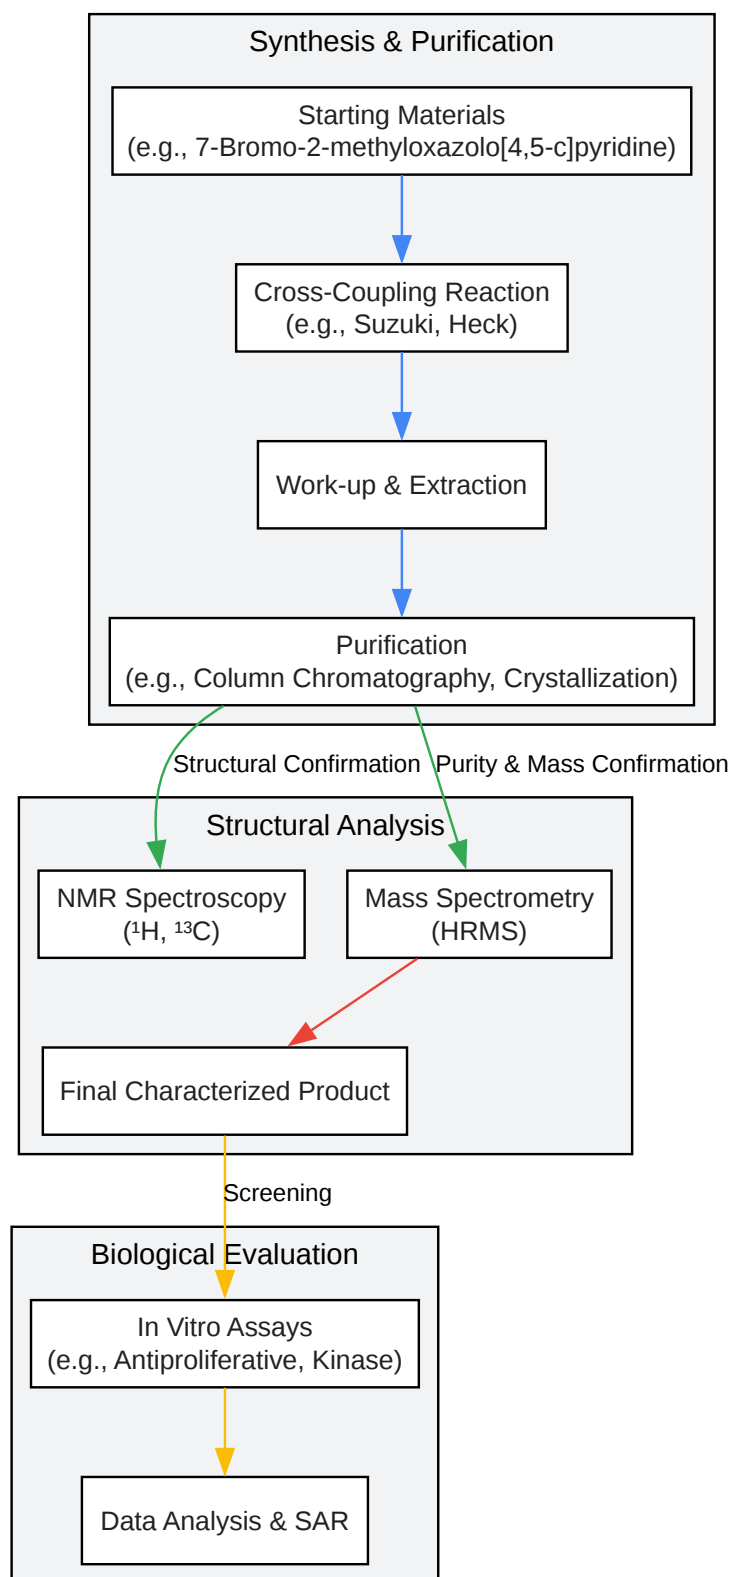 Synthesis & Purification
Starting Materials
(e.g., 7-Bromo-2-methyloxazolo[4,5-c]pyridine)
Cross-Coupling Reaction
(e.g., Suzuki, Heck)
Work-up & Extraction
Purification
(e.g., Column Chromatography, Crystallization)
Structural Confirmation
Purity & Mass Confirmation
Structural Analysis
NMR Spectroscopy
(¹H, ¹³C)
Mass Spectrometry
(HRMS)
Final Characterized Product
Screening
Biological Evaluation
In Vitro Assays
(e.g., Antiproliferative, Kinase)
Data Analysis & SAR